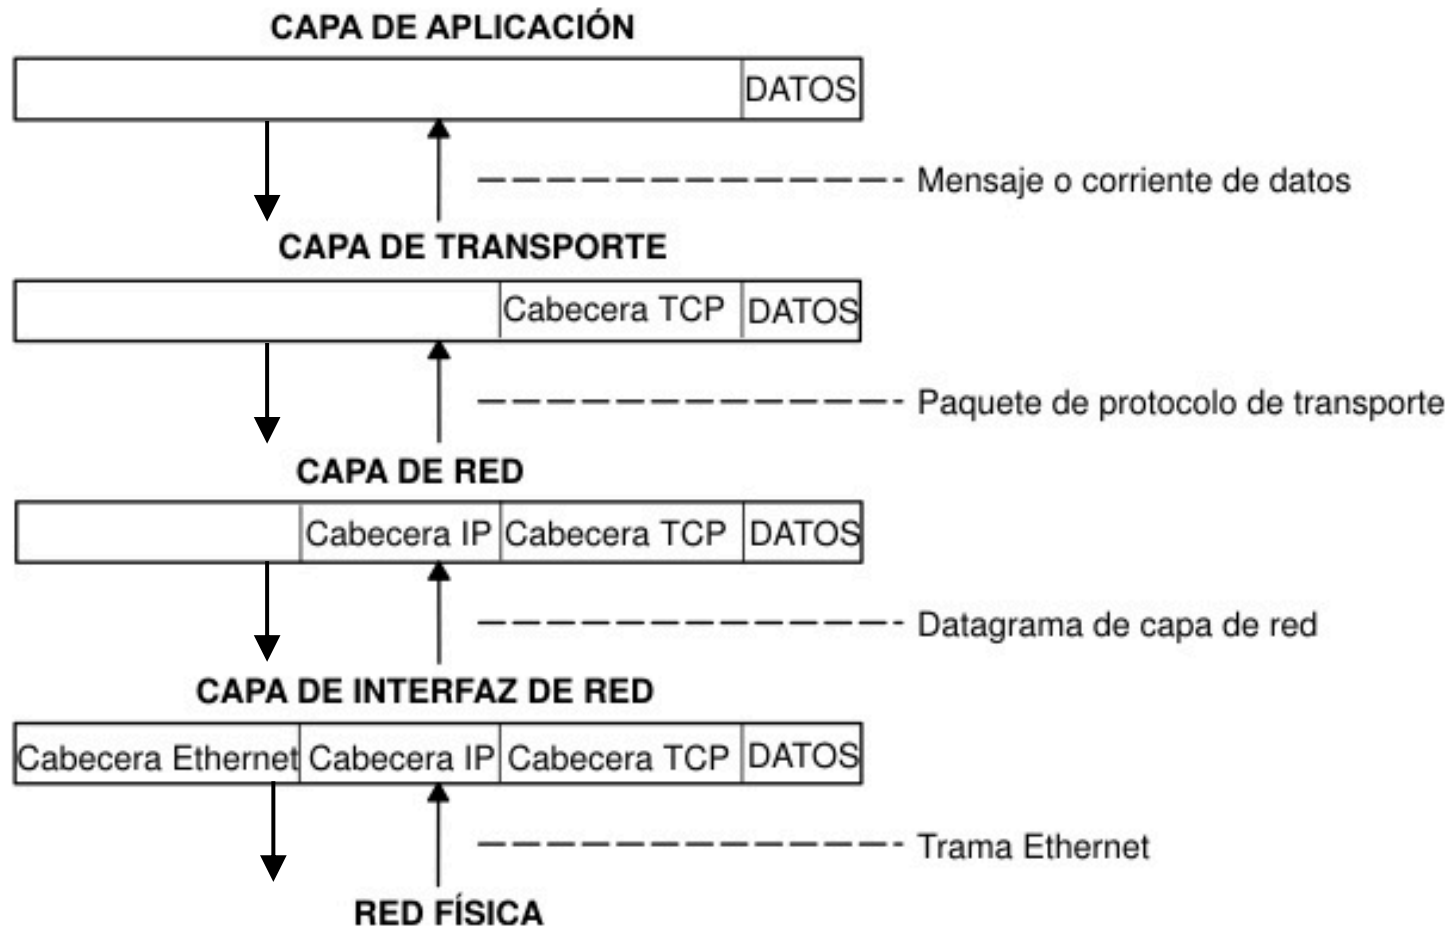 CAPA DE APLICACIÓN
DATOS
Mensaje o corriente de datos
CAPA DE TRANSPORTE
Cabecera TCP DATOS
Paquete de protocolo de transporte
CAPA DE RED
Cabecera IP Cabecera TCP DATOS
Datagrama de capa de red
CAPA DE INTERFAZ DE RED
Cabecera Ethernet Cabecera IP Cabecera TCP DATOS
Trama Ethernet
RED FÍSICA